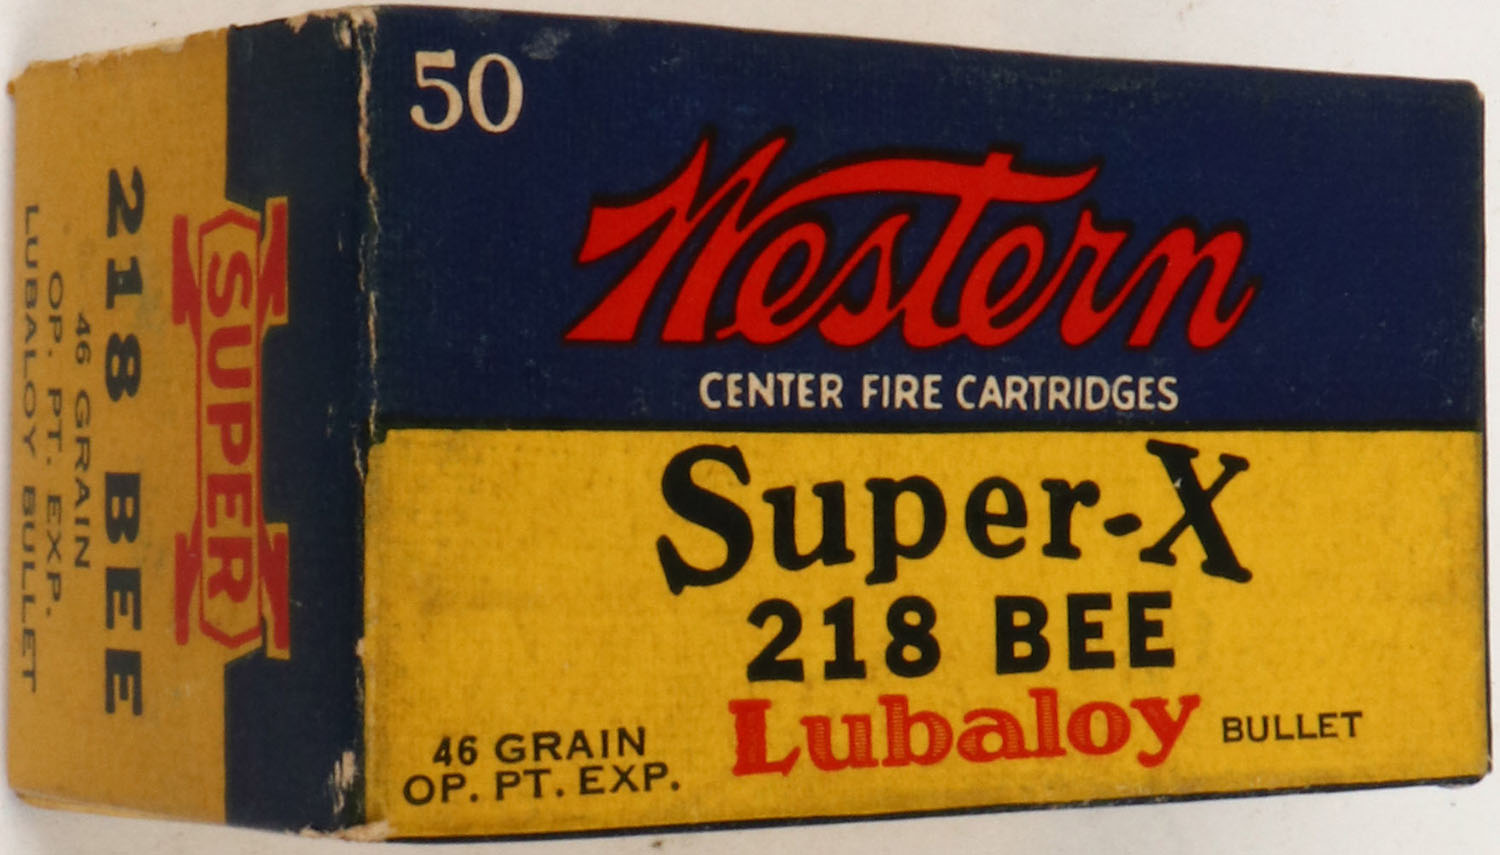 50
Western
CENTER FIRE CARTRIDGES
Super-X
218 BEE
Lubaloy BULLET
46 GRAIN
OP. PT. EXP.
SUPER
218 BEE
46 GRAIN
OP. PT. EXP.
LUBALOY BULLET